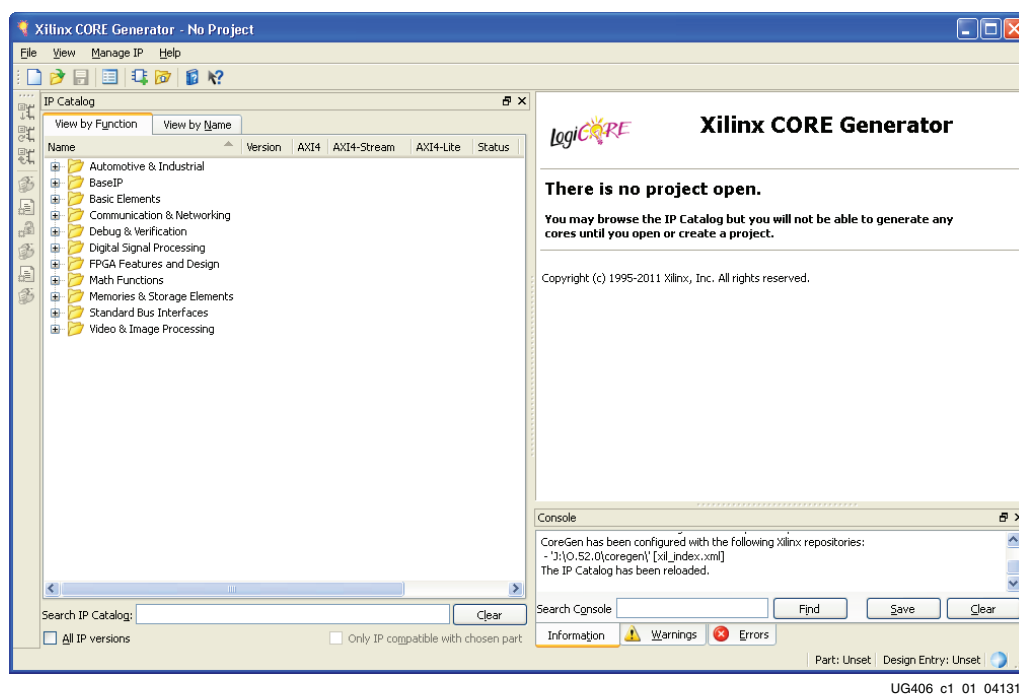 Xilinx CORE Generator - No Project
File View Manage IP Help
IP Catalog
View by Function View by Name
Name Version AXI4 AXI4-Stream AXI4-Lite Status
Automotive & Industrial
BaseIP
Basic Elements
Communication & Networking
Debug & Verification
Digital Signal Processing
FPGA Features and Design
Math Functions
Memories & Storage Elements
Standard Bus Interfaces
Video & Image Processing
Search IP Catalog: Clear
All IP versions Only IP compatible with chosen part
logiCORE Xilinx CORE Generator
There is no project open.
You may browse the IP Catalog but you will not be able to generate any
cores until you open or create a project.
Copyright (c) 1995-2011 Xilinx, Inc. All rights reserved.
Console
CoreGen has been configured with the following Xilinx repositories:
- 'J:\O.52.0\coregen\' [xil_index.xml]
The IP Catalog has been reloaded.
Search Console Find Save Clear
Information Warnings Errors
Part: Unset Design Entry: Unset
UG406_c1_01_04131